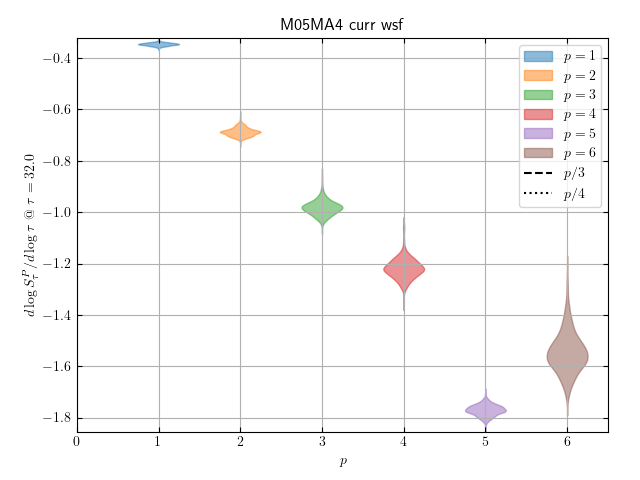 M05MA4 curr wsf
−0.4
−0.6
−0.8
−1.0
−1.2
−1.4
−1.6
−1.8
d log S_τ^P / d log τ @ τ = 32.0
0 1 2 3 4 5 6
p
p = 1
p = 2
p = 3
p = 4
p = 5
p = 6
p/3
p/4